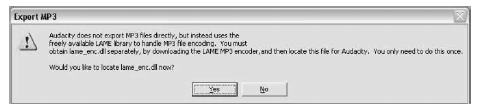 Export MP3
Audacity does not export MP3 files directly, but instead uses the
freely available LAME library to handle MP3 file encoding. You must
obtain lame_enc.dll separately, by downloading the LAME MP3 encoder,and then locate this file for Audacity. You only need to do this once.
Would you like to locate lame_enc.dll now?
Yes No